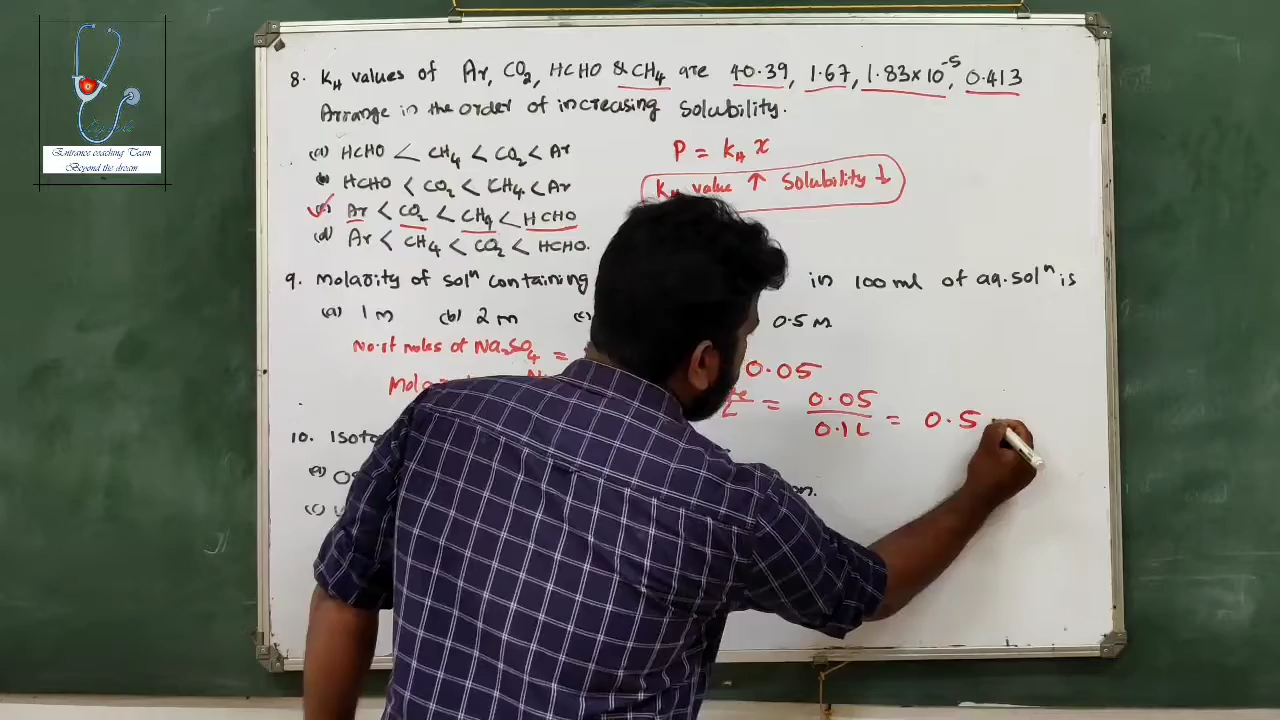 Entrance coaching Team
Beyond the dream
8. KH values of Ar, CO2, HCHO & CH4 are 40.39, 1.67, 1.83×10⁻⁵, 0.413
Arrange in the order of increasing solubility.
(a) HCHO < CH4 < CO2 < Ar
(b) HCHO < CO2 < CH4 < Ar
(c) Ar < CO2 < CH4 < HCHO
(d) Ar < CH4 < CO2 < HCHO.
P = KH x
KH value ↑ Solubility ↓
9. Molarity of solⁿ containing in 100 ml of aq. solⁿ is
(a) 1 m (b) 2 m (c) 0.5 m
No. of moles of Na2SO4 = 0.05
= 0.05 / 0.1 L = 0.5
10.
(a)
(c)